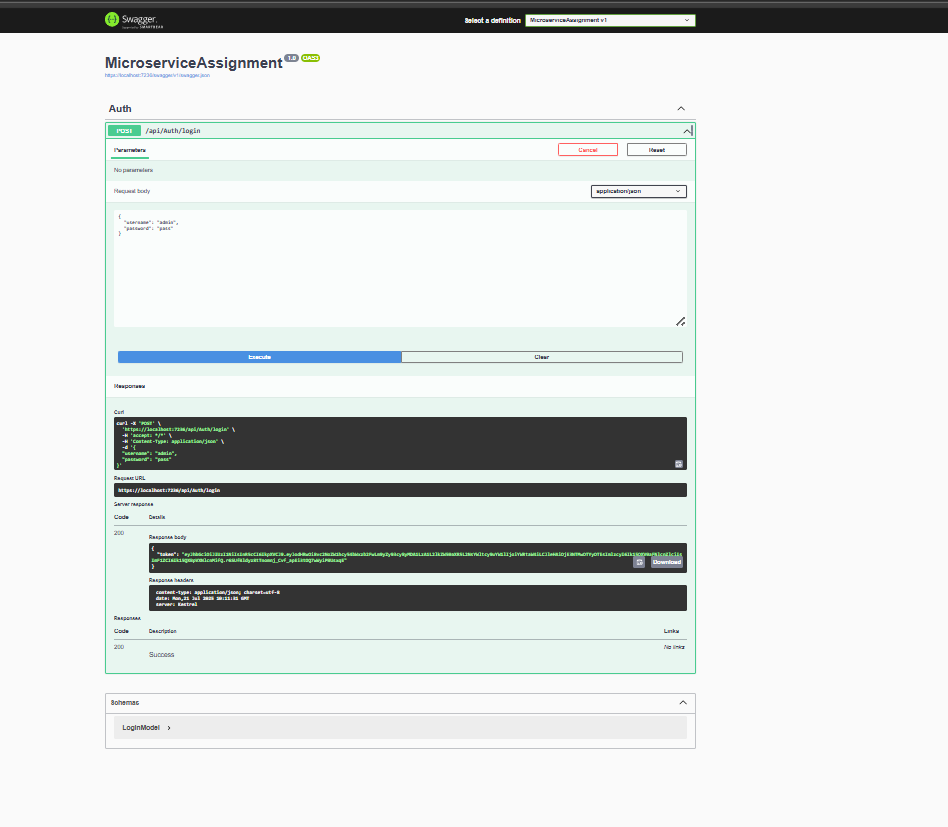 Swagger.
Supported by SMARTBEAR
Select a definition
MicroserviceAssignment v1
MicroserviceAssignment 1.0 OAS3
https://localhost:7236/swagger/v1/swagger.json
Auth
POST /api/Auth/login
Parameters
Cancel
Reset
No parameters
Request body
application/json
{
"username": "admin",
"password": "pass"
}
Execute
Clear
Responses
Curl
curl -X 'POST' \
'https://localhost:7236/api/Auth/login' \
-H 'accept: */*' \
-H 'Content-Type: application/json' \
-d '{
"username": "admin",
"password": "pass"
}'
Request URL
https://localhost:7236/api/Auth/login
Server response
Code Details
200
Response body
{
"token":
}
Download
Response headers
content-type: application/json; charset=utf-8
date: Mon,21 Jul 2025 20:11:31 GMT
server: Kestrel
Responses
Code Description Links
200
Success
No links
Schemas
LoginModel